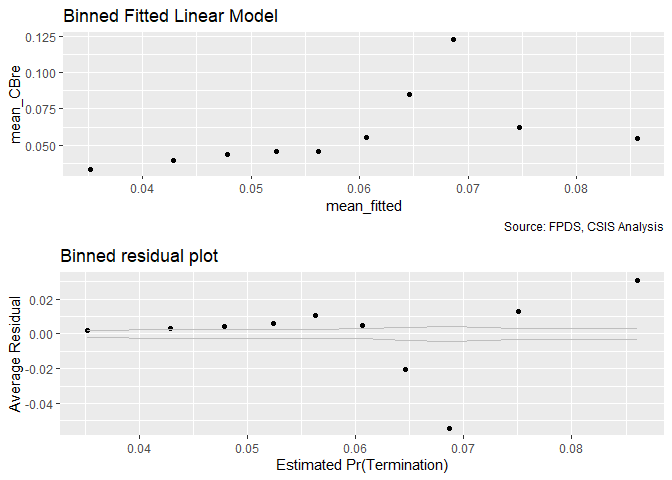 Binned Fitted Linear Model
0.125
0.100
0.075
0.050
mean_CBre
0.04 0.05 0.06 0.07 0.08
mean_fitted
Source: FPDS, CSIS Analysis
Binned residual plot
0.02
0.00
-0.02
-0.04
Average Residual
0.04 0.05 0.06 0.07 0.08
Estimated Pr(Termination)